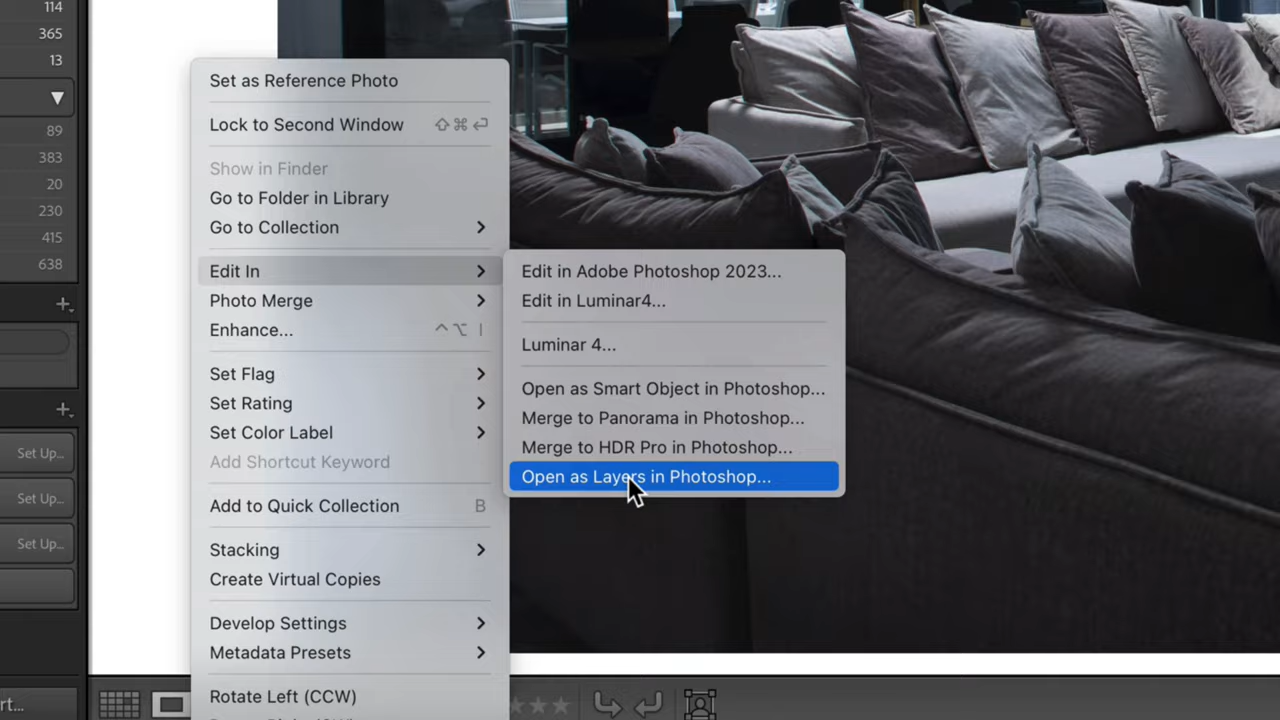 114
365
13
89
383
20
230
415
638
Set Up...
Set Up...
Set Up...
rt...
Set as Reference Photo
Lock to Second Window ⇧⌘↩
Show in Finder
Go to Folder in Library
Go to Collection
Edit In
Photo Merge
Enhance... ^⌥ I
Set Flag
Set Rating
Set Color Label
Add Shortcut Keyword
Add to Quick Collection B
Stacking
Create Virtual Copies
Develop Settings
Metadata Presets
Rotate Left (CCW)
Edit in Adobe Photoshop 2023...
Edit in Luminar4...
Luminar 4...
Open as Smart Object in Photoshop...
Merge to Panorama in Photoshop...
Merge to HDR Pro in Photoshop...
Open as Layers in Photoshop...